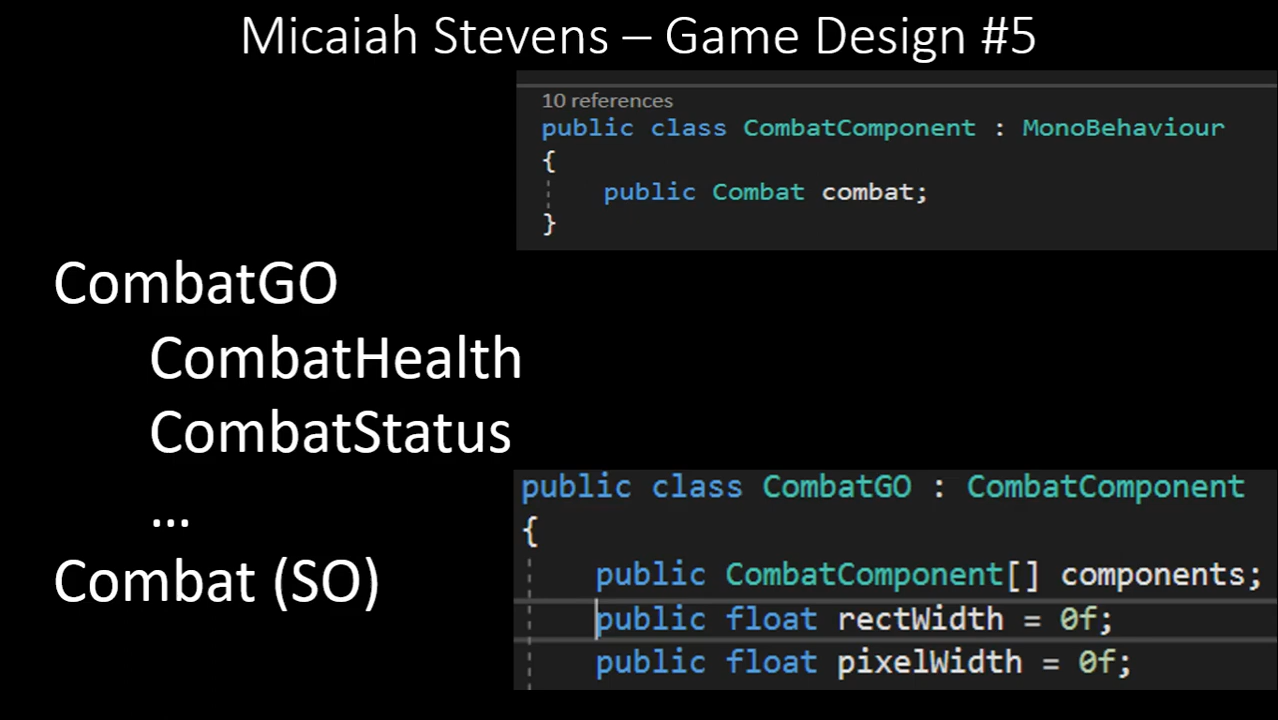 Micaiah Stevens – Game Design #5
10 references
public class CombatComponent : MonoBehaviour
{
public Combat combat;
}
CombatGO
CombatHealth
CombatStatus
...
Combat (SO)
public class CombatGO : CombatComponent
{
public CombatComponent[] components;
public float rectWidth = 0f;
public float pixelWidth = 0f;